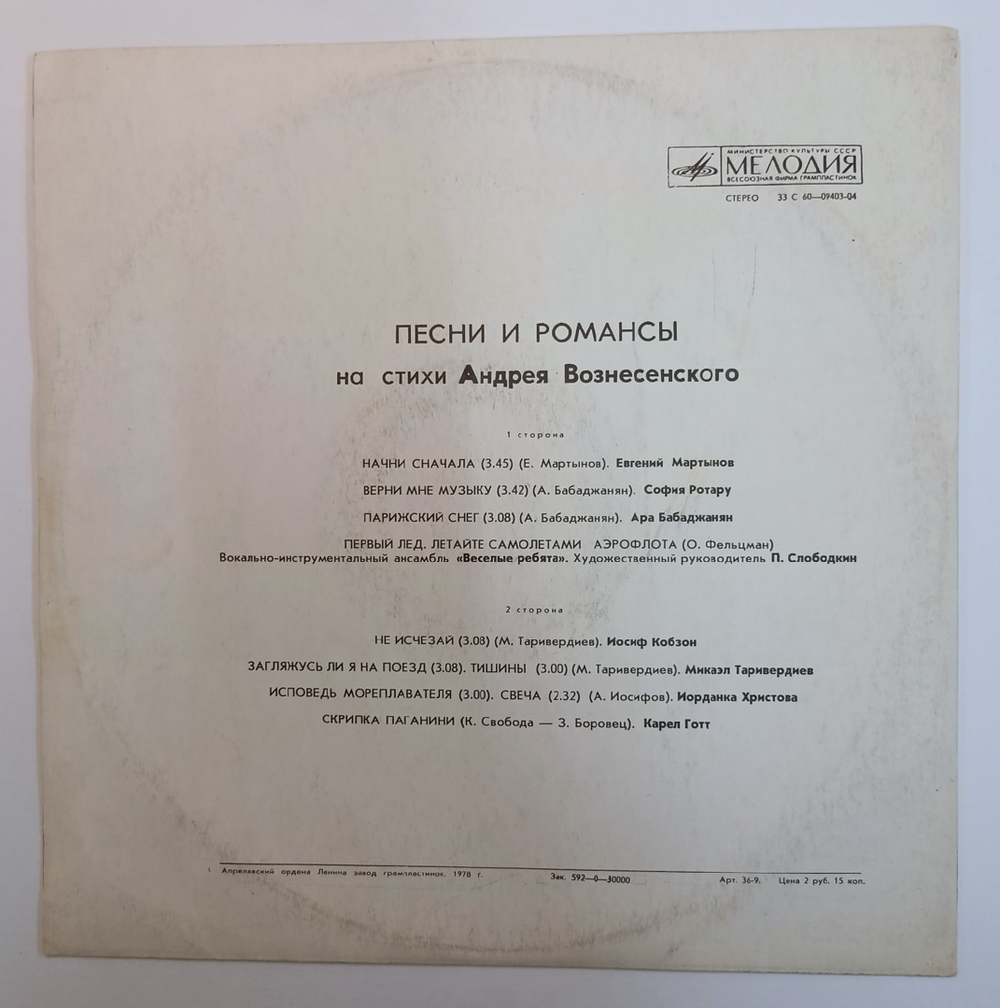 МИНИСТЕРСТВО КУЛЬТУРЫ СССР
МЕЛОДИЯ
ВСЕСОЮЗНАЯ ФИРМА ГРАМПЛАСТИНОК
СТЕРЕО 33 С 60—09403-04
ПЕСНИ И РОМАНСЫ
на стихи Андрея Вознесенского
1 сторона
НАЧНИ СНАЧАЛА (3.45) (Е. Мартынов). Евгений Мартынов
ВЕРНИ МНЕ МУЗЫКУ (3.42) (А. Бабаджанян). София Ротару
ПАРИЖСКИЙ СНЕГ (3.08) (А. Бабаджанян). Ара Бабаджанян
ПЕРВЫЙ ЛЕД. ЛЕТАЙТЕ САМОЛЕТАМИ АЭРОФЛОТА (О. Фельцман)
Вокально-инструментальный ансамбль «Веселые ребята». Художественный руководитель П. Слободкин
2 сторона
НЕ ИСЧЕЗАЙ (3.08) (М. Таривердиев). Иосиф Кобзон
ЗАГЛЯЖУСЬ ЛИ Я НА ПОЕЗД (3.08). ТИШИНЫ (3.00) (М. Таривердиев). Микаэл Таривердиев
ИСПОВЕДЬ МОРЕПЛАВАТЕЛЯ (3.00). СВЕЧА (2.32) (А. Иосифов). Иорданка Христова
СКРИПКА ПАГАНИНИ (К. Свобода — З. Боровец). Карел Готт
Апрелевский ордена Ленина завод грампластинок. 1978 г. Зак. 592—0—30000 Арт. 36-9. Цена 2 руб. 15 коп.